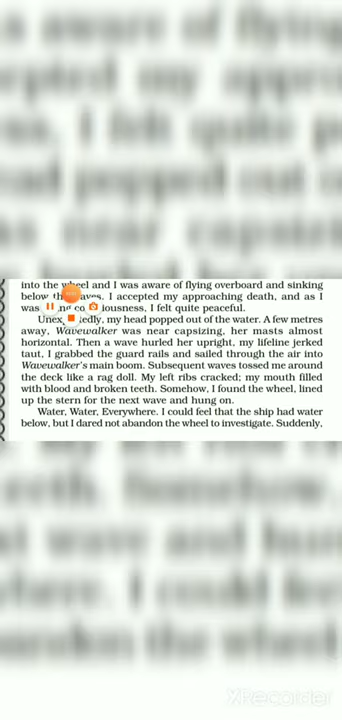 into the wheel and I was aware of flying overboard and sinking
below the waves. I accepted my approaching death, and as I
was losing consciousness, I felt quite peaceful.
Unexpectedly, my head popped out of the water. A few metres
away, Wavewalker was near capsizing, her masts almost
horizontal. Then a wave hurled her upright, my lifeline jerked
taut, I grabbed the guard rails and sailed through the air into
Wavewalker's main boom. Subsequent waves tossed me around
the deck like a rag doll. My left ribs cracked; my mouth filled
with blood and broken teeth. Somehow, I found the wheel, lined
up the stern for the next wave and hung on.
Water, Water, Everywhere. I could feel that the ship had water
below, but I dared not abandon the wheel to investigate. Suddenly,
XRecorder